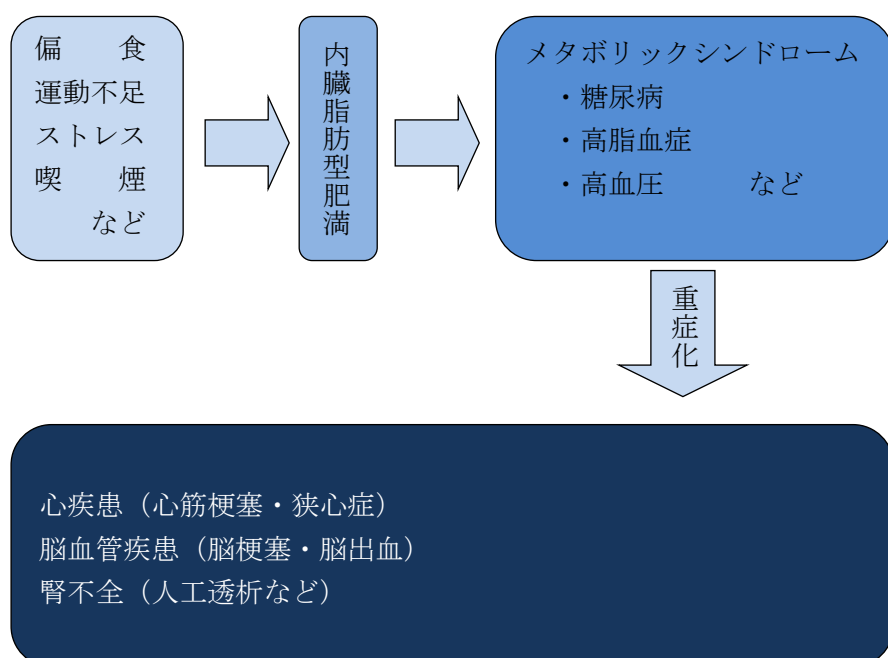 偏　　食
運動不足
ストレス
喫　　煙
など
内臓脂肪型肥満
メタボリックシンドローム
・糖尿病
・高脂血症
・高血圧　　　など
重症化
心疾患（心筋梗塞・狭心症）
脳血管疾患（脳梗塞・脳出血）
腎不全（人工透析など）